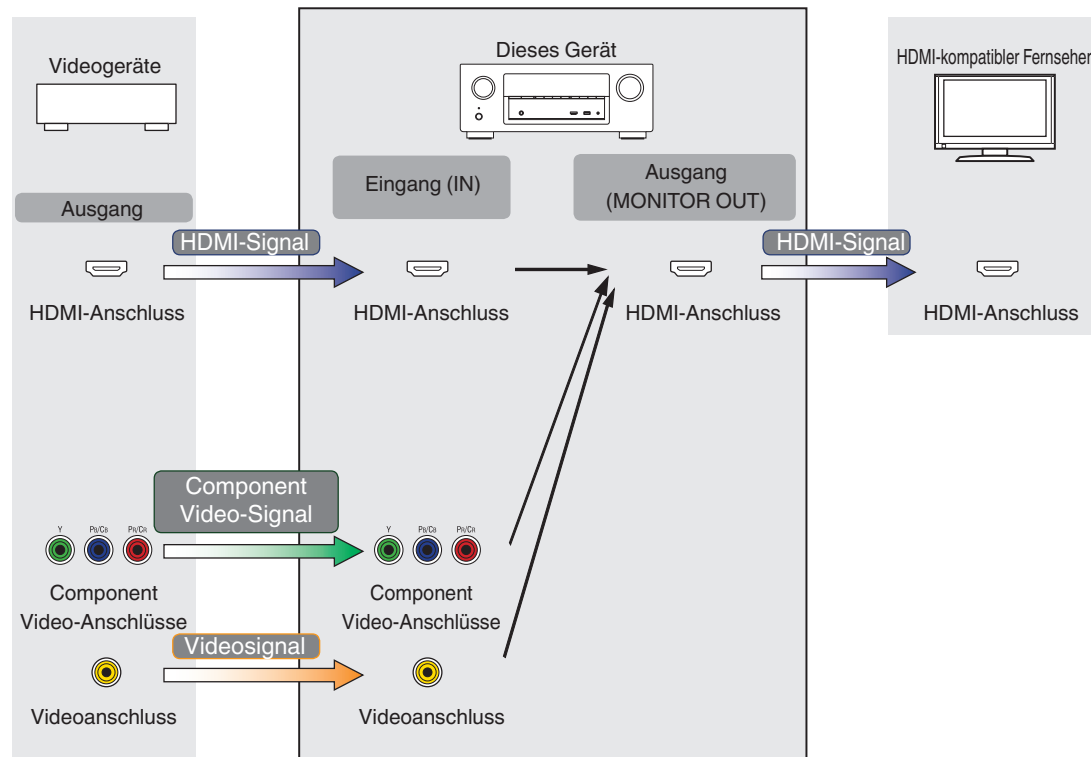 Videogeräte
Dieses Gerät
HDMI-kompatibler Fernseher
Ausgang
Eingang (IN)
Ausgang
(MONITOR OUT)
HDMI-Signal
HDMI-Signal
HDMI-Anschluss
HDMI-Anschluss
HDMI-Anschluss
HDMI-Anschluss
Component
Video-Signal
Y PB/CB PR/CR
Y PB/CB PR/CR
Component
Video-Anschlüsse
Component
Video-Anschlüsse
Videosignal
Videoanschluss
Videoanschluss